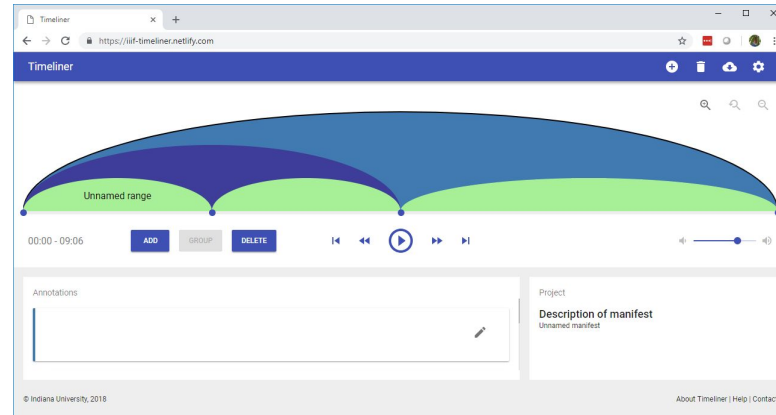 Timeliner
https://iiif-timeliner.netlify.com
Timeliner
Unnamed range
00:00 - 09:06
ADD
GROUP
DELETE
Annotations
Project
Description of manifest
Unnamed manifest
© Indiana University, 2018
About Timeliner | Help | Contac